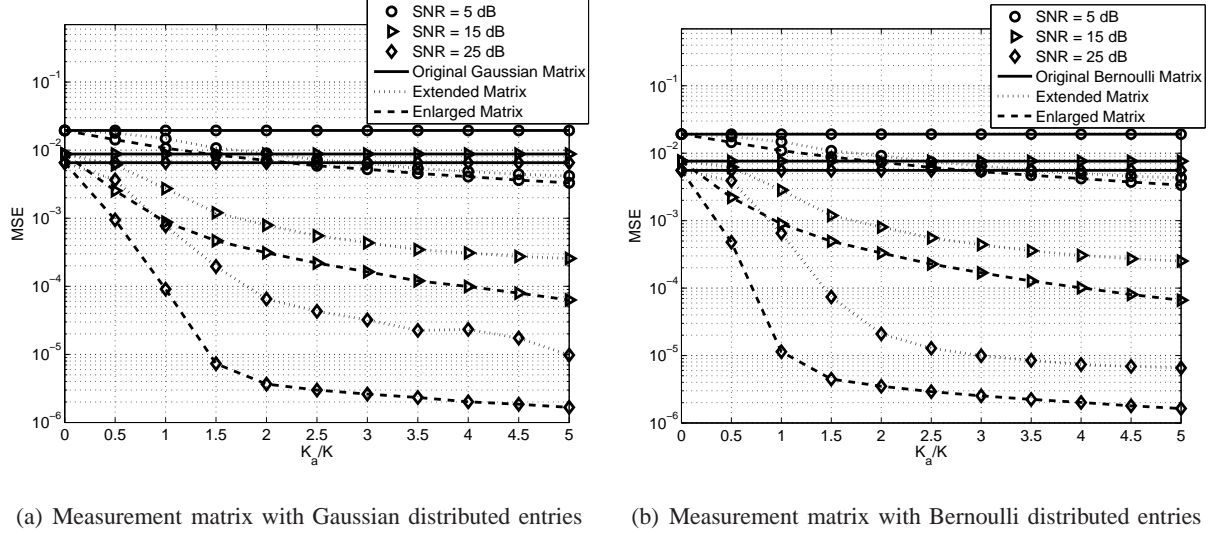 SNR = 5 dB
SNR = 15 dB
SNR = 25 dB
Original Gaussian Matrix
Extended Matrix
Enlarged Matrix
10⁻¹
10⁻²
10⁻³
10⁻⁴
10⁻⁵
10⁻⁶
MSE
0 0.5 1 1.5 2 2.5 3 3.5 4 4.5 5
K_a/K
(a) Measurement matrix with Gaussian distributed entries
SNR = 5 dB
SNR = 15 dB
SNR = 25 dB
Original Bernoulli Matrix
Extended Matrix
Enlarged Matrix
10⁻¹
10⁻²
10⁻³
10⁻⁴
10⁻⁵
10⁻⁶
MSE
0 0.5 1 1.5 2 2.5 3 3.5 4 4.5 5
K_a/K
(b) Measurement matrix with Bernoulli distributed entries